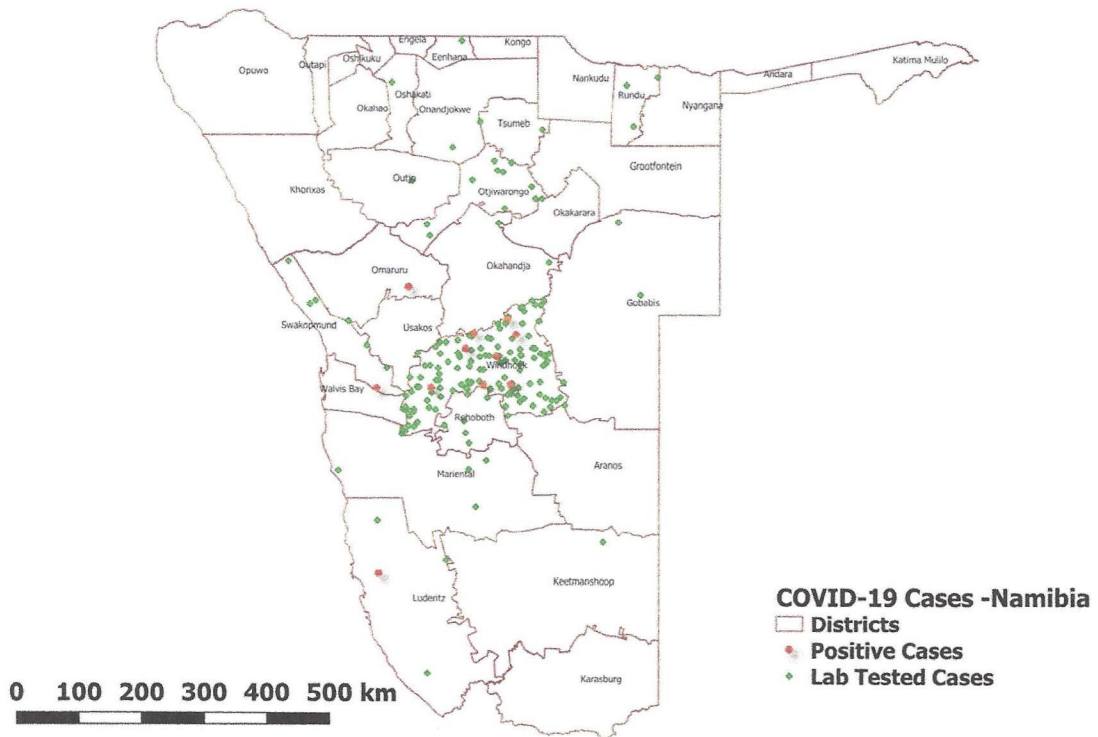 Engela
Kongo
Oshikuku
Eenhana
Outapi
Opuwo
Katima Mulilo
Andara
Nankudu
Oshakati
Rundu
Okahao
Onandjokwe
Nyangana
Tsumeb
Grootfontein
Outjo
Khorixas
Otjiwarongo
Okakarara
Omaruru
Okahandja
Gobabis
Swakopmund
Usakos
Windhoek
Walvis Bay
Rehoboth
Aranos
Mariental
Keetmanshoop
Luderitz
Karasburg
COVID-19 Cases -Namibia
Districts
Positive Cases
Lab Tested Cases
0 100 200 300 400 500 km